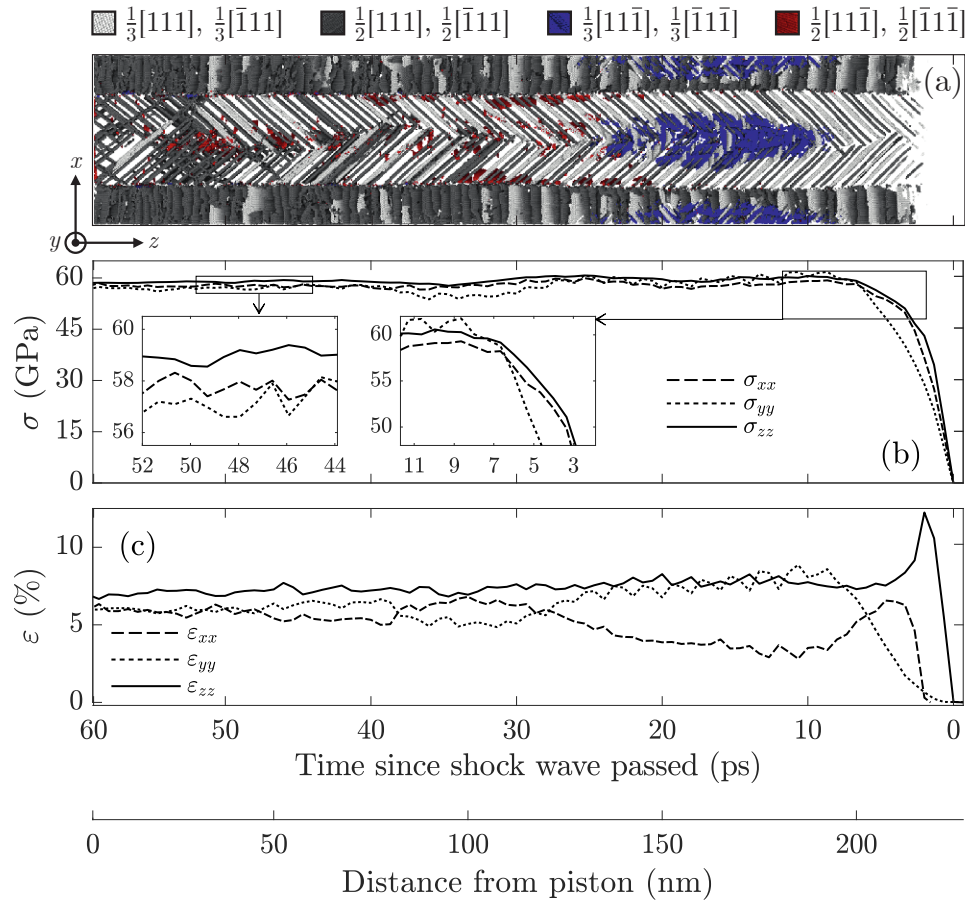 ⅓[111], ⅓[1̄11] ½[111], ½[1̄11] ⅓[111̄], ⅓[1̄11̄] ½[111̄], ½[1̄11̄]
(a)
x
y z
60
45
30
15
0
σ (GPa)
60
58
56
52 50 48 46 44
60
55
50
11 9 7 5 3
σxx
σyy
σzz
(b)
(c)
10
5
0
ε (%)
εxx
εyy
εzz
60 50 40 30 20 10 0
Time since shock wave passed (ps)
0 50 100 150 200
Distance from piston (nm)